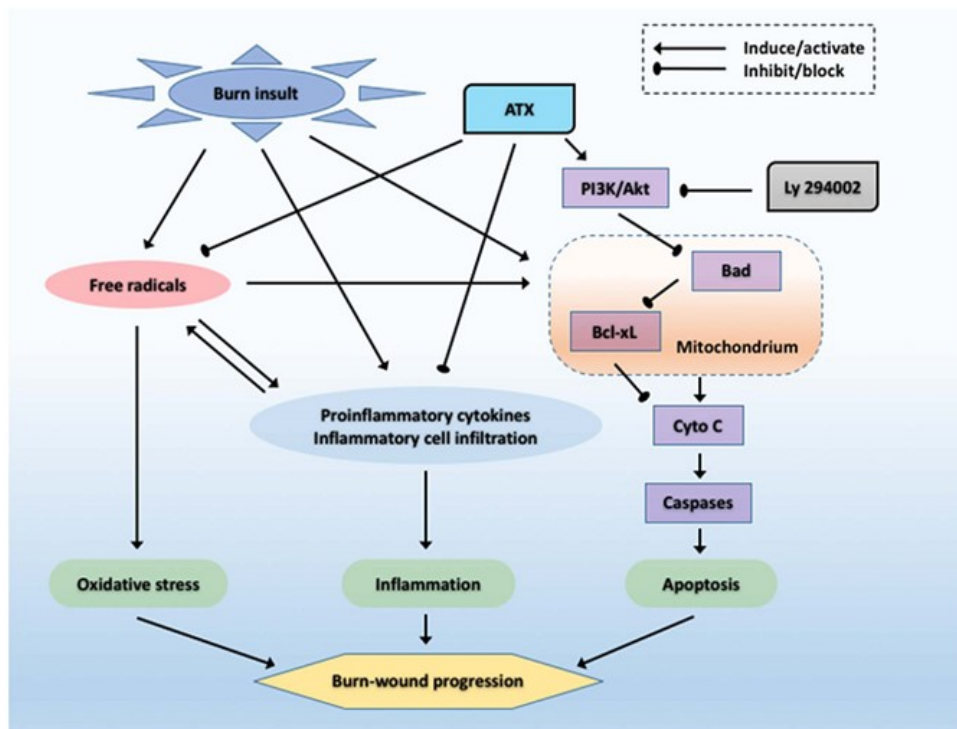 Induce/activate
Inhibit/block
Burn insult
ATX
PI3K/Akt
Ly 294002
Free radicals
Bad
Bcl-xL
Mitochondrium
Proinflammatory cytokines
Inflammatory cell infiltration
Cyto C
Caspases
Oxidative stress
Inflammation
Apoptosis
Burn-wound progression